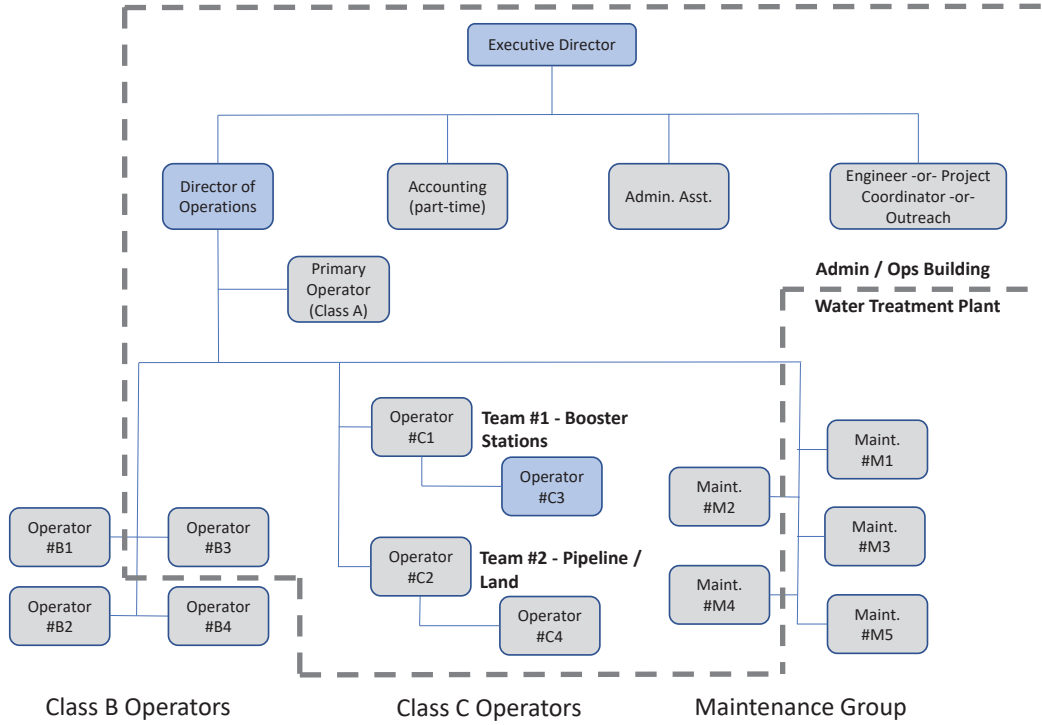 Executive Director
Director of
Operations
Accounting
(part-time)
Admin. Asst.
Engineer -or- Project
Coordinator -or-
Outreach
Primary
Operator
(Class A)
Admin / Ops Building
Water Treatment Plant
Operator
#C1
Team #1 - Booster
Stations
Operator
#C3
Operator
#C2
Team #2 - Pipeline /
Land
Operator
#C4
Operator
#B1
Operator
#B3
Operator
#B2
Operator
#B4
Maint.
#M1
Maint.
#M2
Maint.
#M3
Maint.
#M4
Maint.
#M5
Class B Operators
Class C Operators
Maintenance Group